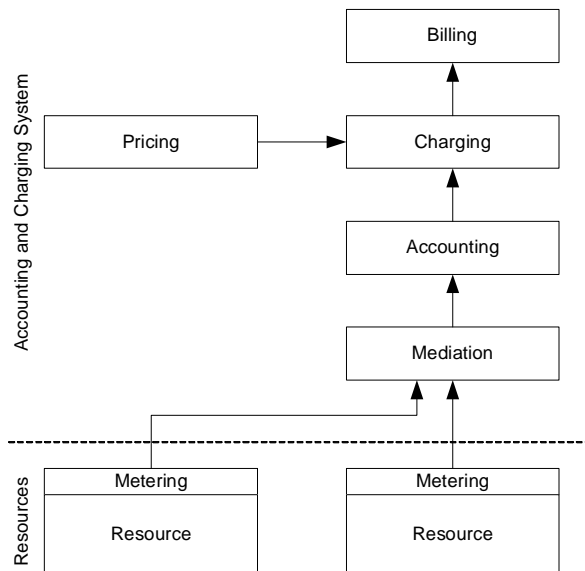 Accounting and Charging System
Billing
Pricing
Charging
Accounting
Mediation
Resources
Metering
Metering
Resource
Resource